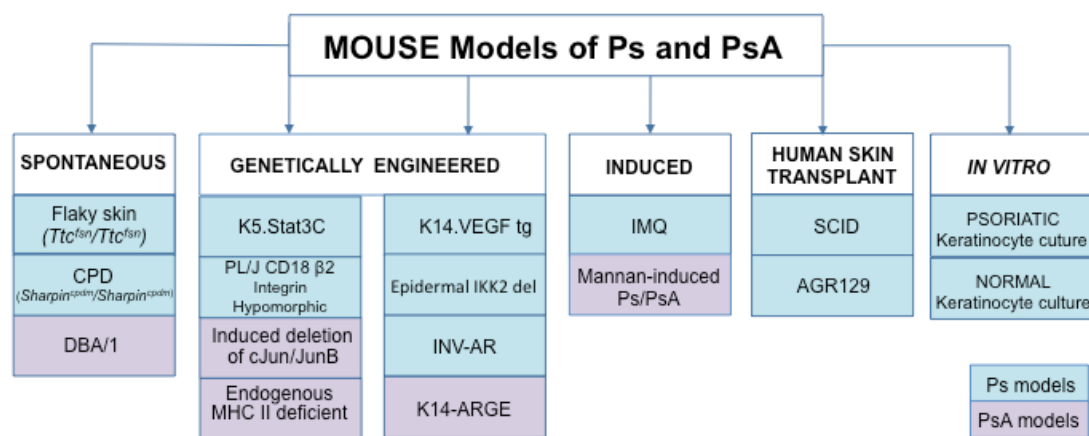 MOUSE Models of Ps and PsA
SPONTANEOUS
Flaky skin
(Ttcᶠˢⁿ/Ttcᶠˢⁿ)
CPD
(Sharpinᶜᵖᵈᵐ/Sharpinᶜᵖᵈᵐ)
DBA/1
GENETICALLY ENGINEERED
K5.Stat3C
PL/J CD18 β2
Integrin
Hypomorphic
Induced deletion
of cJun/JunB
Endogenous
MHC II deficient
K14.VEGF tg
Epidermal IKK2 del
INV-AR
K14-ARGE
INDUCED
IMQ
Mannan-induced
Ps/PsA
HUMAN SKIN
TRANSPLANT
SCID
AGR129
IN VITRO
PSORIATIC
Keratinocyte cuture
NORMAL
Keratinocyte culture
Ps models
PsA models